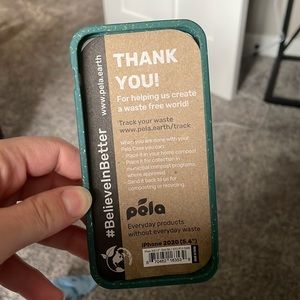 THANK
YOU!
For helping us create
a waste free world!
Track your waste
www.pela.earth/track
When you are done with your
Pela Case you can:
- Place it in your home compost
- Place it for collection in
municipal compost programs
where approved
- Send it back to us for
composting or recycling.
pela
Everyday products
without everyday waste
iPhone 2020 (5.4")
#BelieveInBetter
www.pela.earth